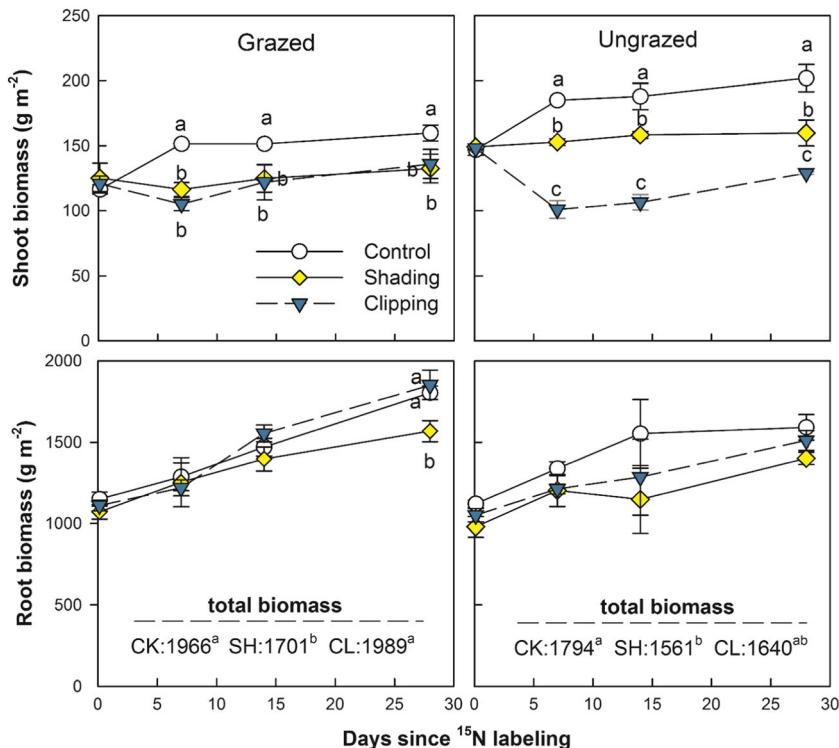 Grazed
Ungrazed
Shoot biomass (g m⁻²)
250
200
150
100
50
0
a
a
a
b
b
b
b
b
b
Control
Shading
Clipping
a
a
a
b
b
b
c
c
c
Root biomass (g m⁻²)
2000
1500
1000
500
0
a
a
b
total biomass
CK:1966ᵃ SH:1701ᵇ CL:1989ᵃ
total biomass
CK:1794ᵃ SH:1561ᵇ CL:1640ᵃᵇ
0 5 10 15 20 25 30
0 5 10 15 20 25 30
Days since ¹⁵N labeling